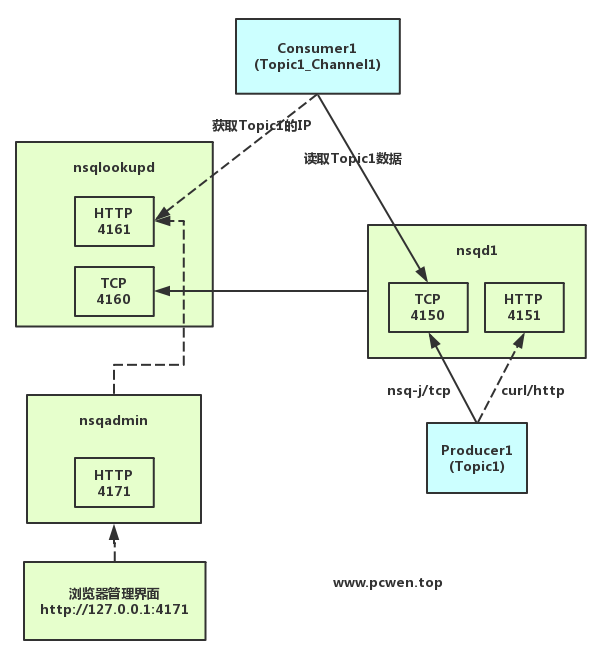 Consumer1
(Topic1_Channel1)
获取Topic1的IP
读取Topic1数据
nsqlookupd
HTTP
4161
TCP
4160
nsqd1
TCP
4150
HTTP
4151
nsq-j/tcp
curl/http
Producer1
(Topic1)
nsqadmin
HTTP
4171
浏览器管理界面
http://127.0.0.1:4171
www.pcwen.top